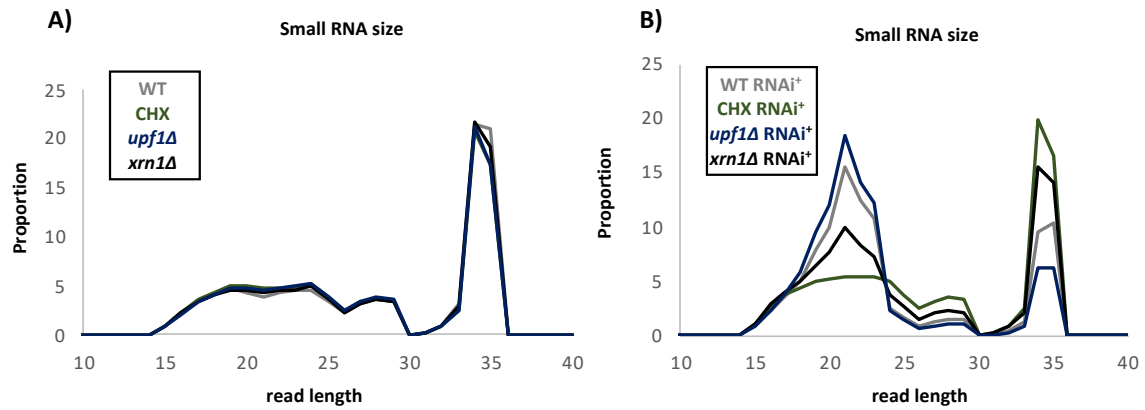 A)
Small RNA size
WT
CHX
upf1Δ
xrn1Δ
Proportion
25
20
15
10
5
0
10 15 20 25 30 35 40
read length
B)
Small RNA size
WT RNAi⁺
CHX RNAi⁺
upf1Δ RNAi⁺
xrn1Δ RNAi⁺
Proportion
25
20
15
10
5
0
10 15 20 25 30 35 40
read length